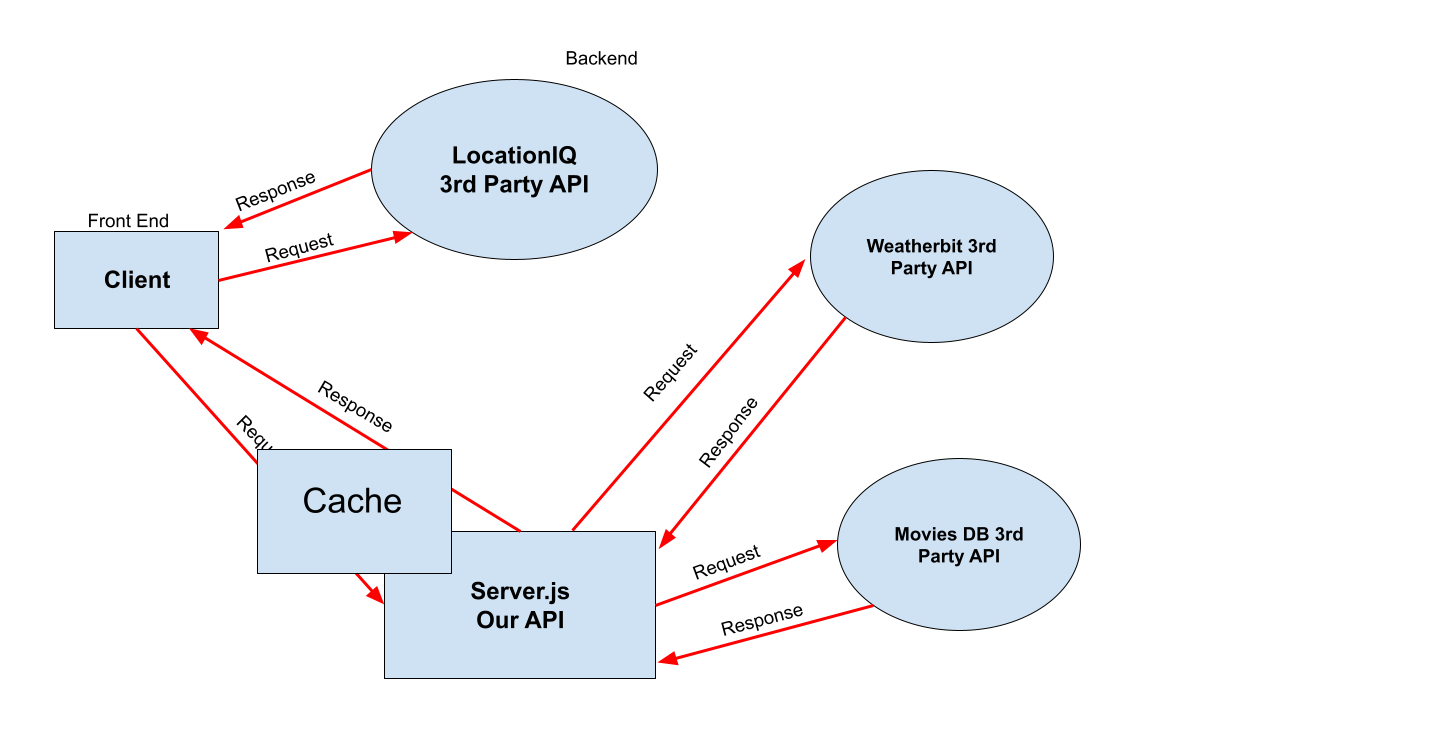 Backend
LocationIQ
3rd Party API
Response
Front End
Request
Client
Weatherbit 3rd
Party API
Request
Response
Response
Cache
Movies DB 3rd
Party API
Request
Server.js
Our API
Response